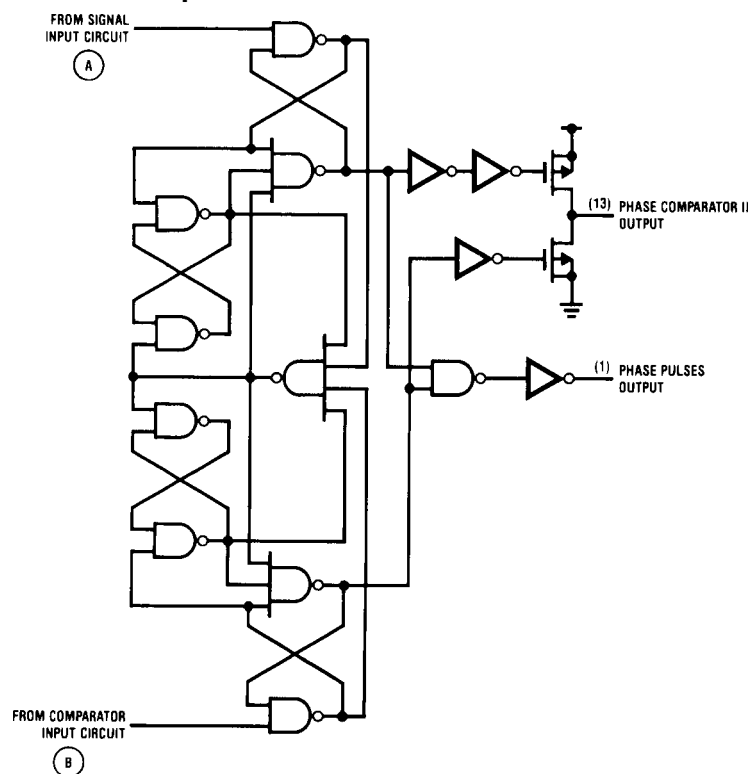 FROM SIGNAL
INPUT CIRCUIT
A
(13) PHASE COMPARATOR II
OUTPUT
(1) PHASE PULSES
OUTPUT
FROM COMPARATOR
INPUT CIRCUIT
B